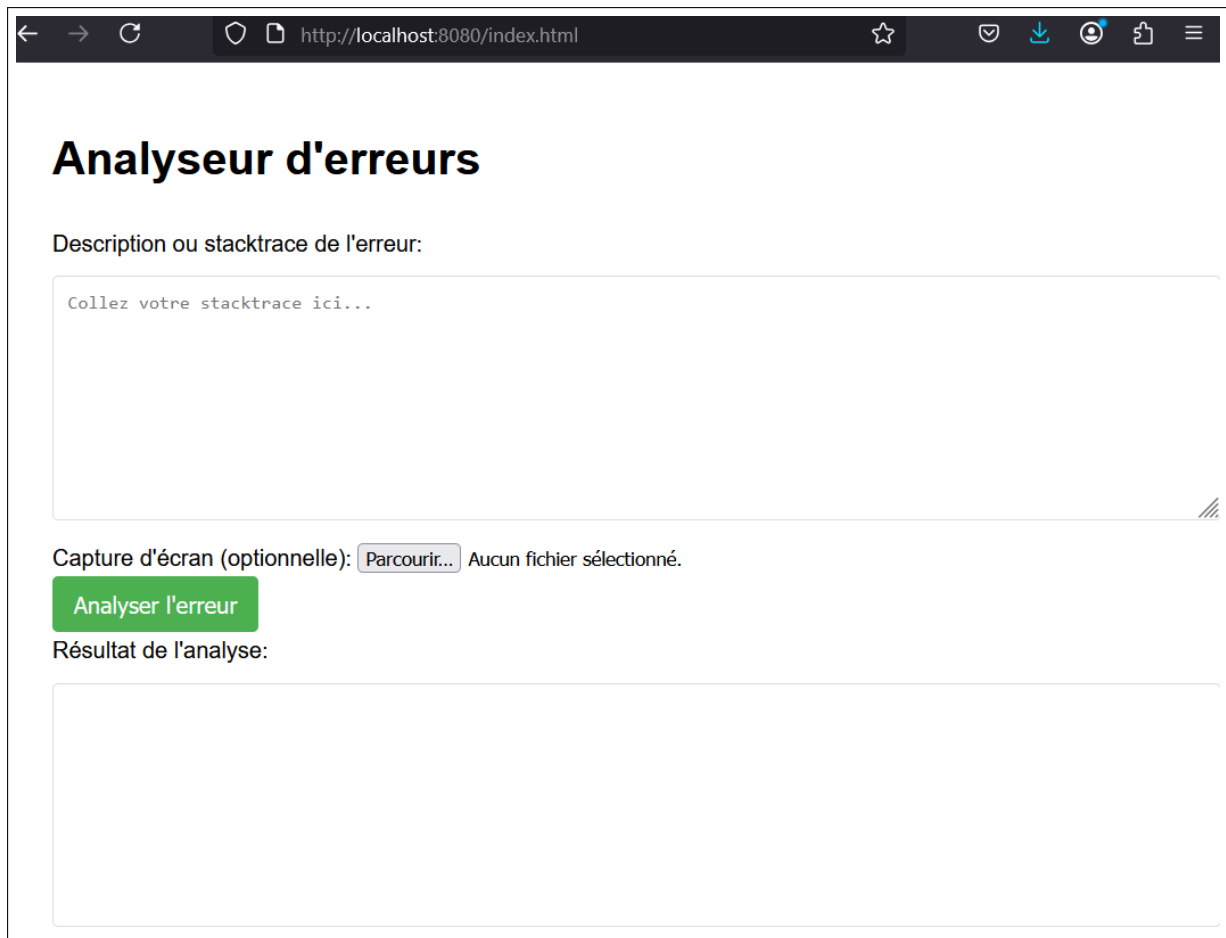 http://localhost:8080/index.html
Analyseur d'erreurs
Description ou stacktrace de l'erreur:
Collez votre stacktrace ici...
Capture d'écran (optionnelle): Parcourir... Aucun fichier sélectionné.
Analyser l'erreur
Résultat de l'analyse: